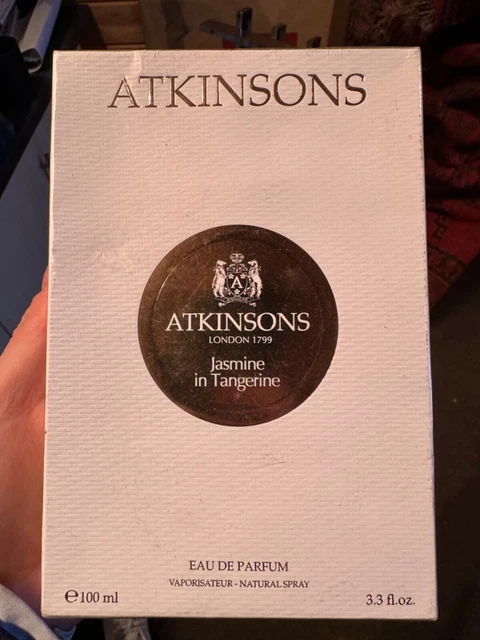 ATKINSONS
A
ATKINSONS
LONDON 1799
Jasmine
in Tangerine
EAU DE PARFUM
VAPORISATEUR - NATURAL SPRAY
℮100 ml
3.3 fl.oz.